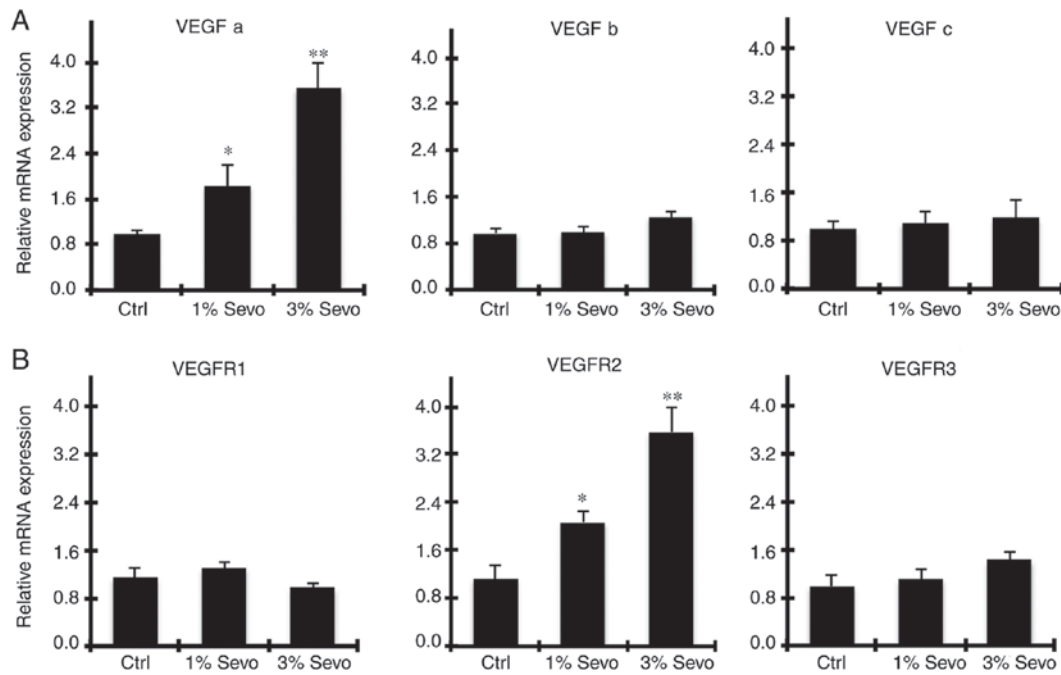 A
VEGF a
VEGF b
VEGF c
Relative mRNA expression
4.0
3.2
2.4
1.6
0.8
0.0
*
**
Ctrl 1% Sevo 3% Sevo
4.0
3.2
2.4
1.6
0.8
0.0
Ctrl 1% Sevo 3% Sevo
4.0
3.2
2.4
1.6
0.8
0.0
Ctrl 1% Sevo 3% Sevo
B
VEGFR1
VEGFR2
VEGFR3
Relative mRNA expression
4.0
3.2
2.4
1.6
0.8
0.0
Ctrl 1% Sevo 3% Sevo
4.0
3.2
2.4
1.6
0.8
0.0
*
**
Ctrl 1% Sevo 3% Sevo
4.0
3.2
2.4
1.6
0.8
0.0
Ctrl 1% Sevo 3% Sevo